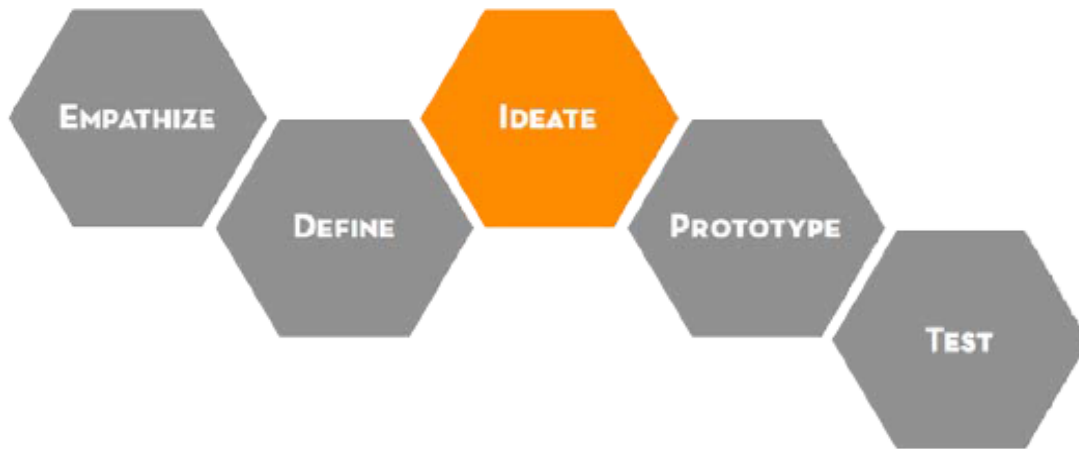 EMPATHIZE
DEFINE
IDEATE
PROTOTYPE
TEST